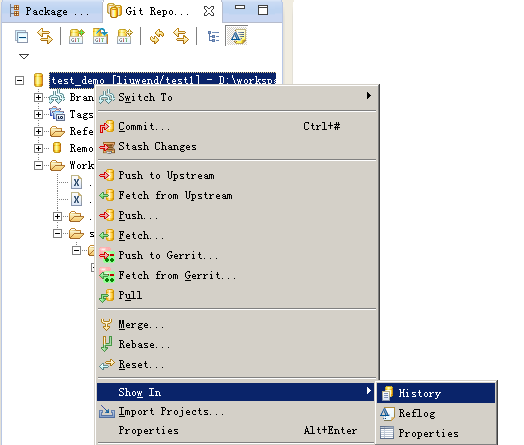 Package ...
Git Repo...
test_demo [liuwend/test1] - D:\workspa
Bran
Tags
Refe
Remo
Work
Switch To
Commit... Ctrl+#
Stash Changes
Push to Upstream
Fetch from Upstream
Push...
Fetch...
Push to Gerrit...
Fetch from Gerrit...
Pull
Merge...
Rebase...
Reset...
Show In
History
Import Projects...
Reflog
Properties Alt+Enter
Properties